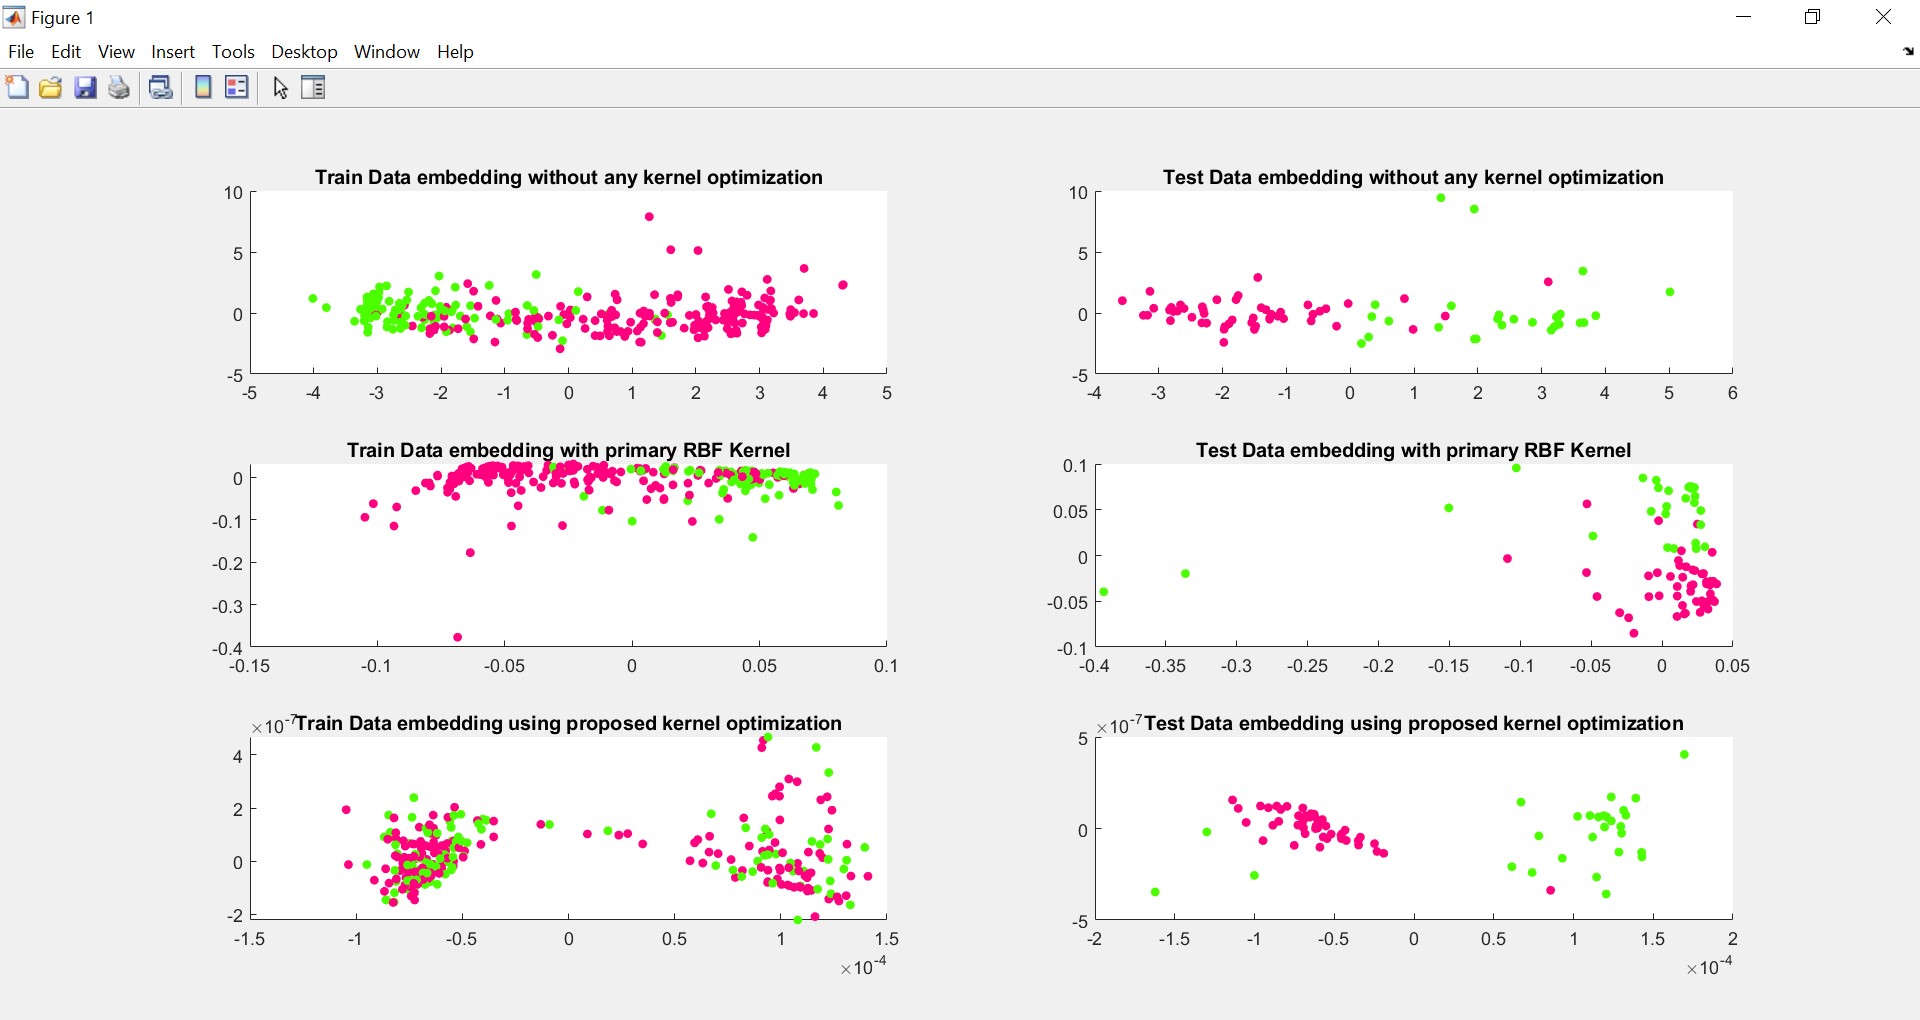 Figure 1
File Edit View Insert Tools Desktop Window Help
Train Data embedding without any kernel optimization
10
5
0
-5
-5 -4 -3 -2 -1 0 1 2 3 4 5
Test Data embedding without any kernel optimization
10
5
0
-5
-4 -3 -2 -1 0 1 2 3 4 5 6
Train Data embedding with primary RBF Kernel
0
-0.1
-0.2
-0.3
-0.4
-0.15 -0.1 -0.05 0 0.05 0.1
Test Data embedding with primary RBF Kernel
0.1
0.05
0
-0.05
-0.1
-0.4 -0.35 -0.3 -0.25 -0.2 -0.15 -0.1 -0.05 0 0.05
×10⁻⁷ Train Data embedding using proposed kernel optimization
4
2
0
-2
-1.5 -1 -0.5 0 0.5 1 1.5
×10⁻⁴
×10⁻⁷ Test Data embedding using proposed kernel optimization
5
0
-5
-2 -1.5 -1 -0.5 0 0.5 1 1.5 2
×10⁻⁴